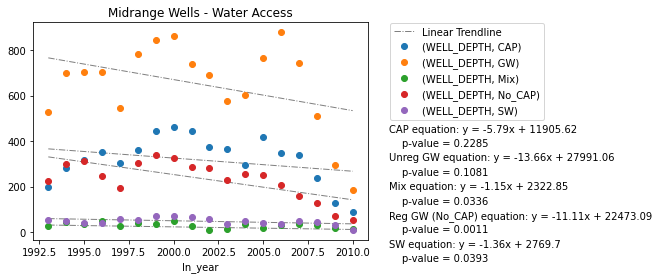 Midrange Wells - Water Access
800
600
400
200
0
1992.5 1995.0 1997.5 2000.0 2002.5 2005.0 2007.5 2010.0
In_year
Linear Trendline
(WELL_DEPTH, CAP)
(WELL_DEPTH, GW)
(WELL_DEPTH, Mix)
(WELL_DEPTH, No_CAP)
(WELL_DEPTH, SW)
CAP equation: y = -5.79x + 11905.62
p-value = 0.2285
Unreg GW equation: y = -13.66x + 27991.06
p-value = 0.1081
Mix equation: y = -1.15x + 2322.85
p-value = 0.0336
Reg GW (No_CAP) equation: y = -11.11x + 22473.09
p-value = 0.0011
SW equation: y = -1.36x + 2769.7
p-value = 0.0393